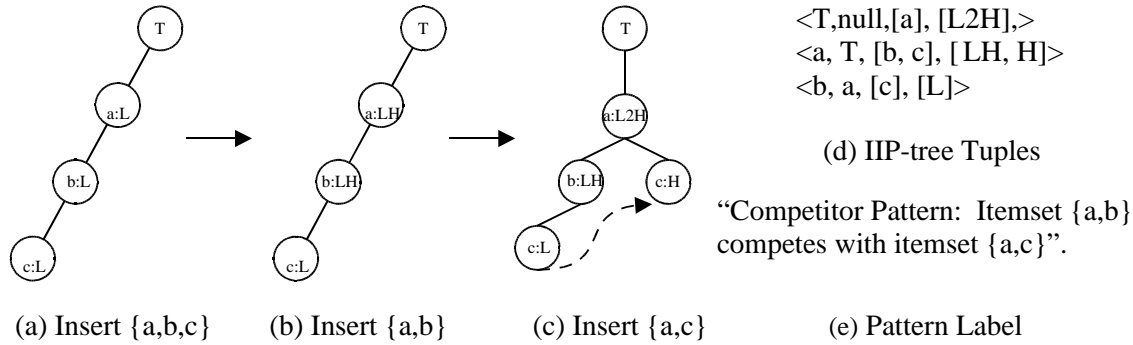 T
a:L
b:L
c:L
(a) Insert {a,b,c}
T
a:LH
b:LH
c:L
(b) Insert {a,b}
T
a:L2H
b:LH
c:H
c:L
(c) Insert {a,c}
<T,null,[a], [L2H],>
<a, T, [b, c], [LH, H]>
<b, a, [c], [L]>
(d) IIP-tree Tuples
“Competitor Pattern: Itemset {a,b}
competes with itemset {a,c}”.
(e) Pattern Label